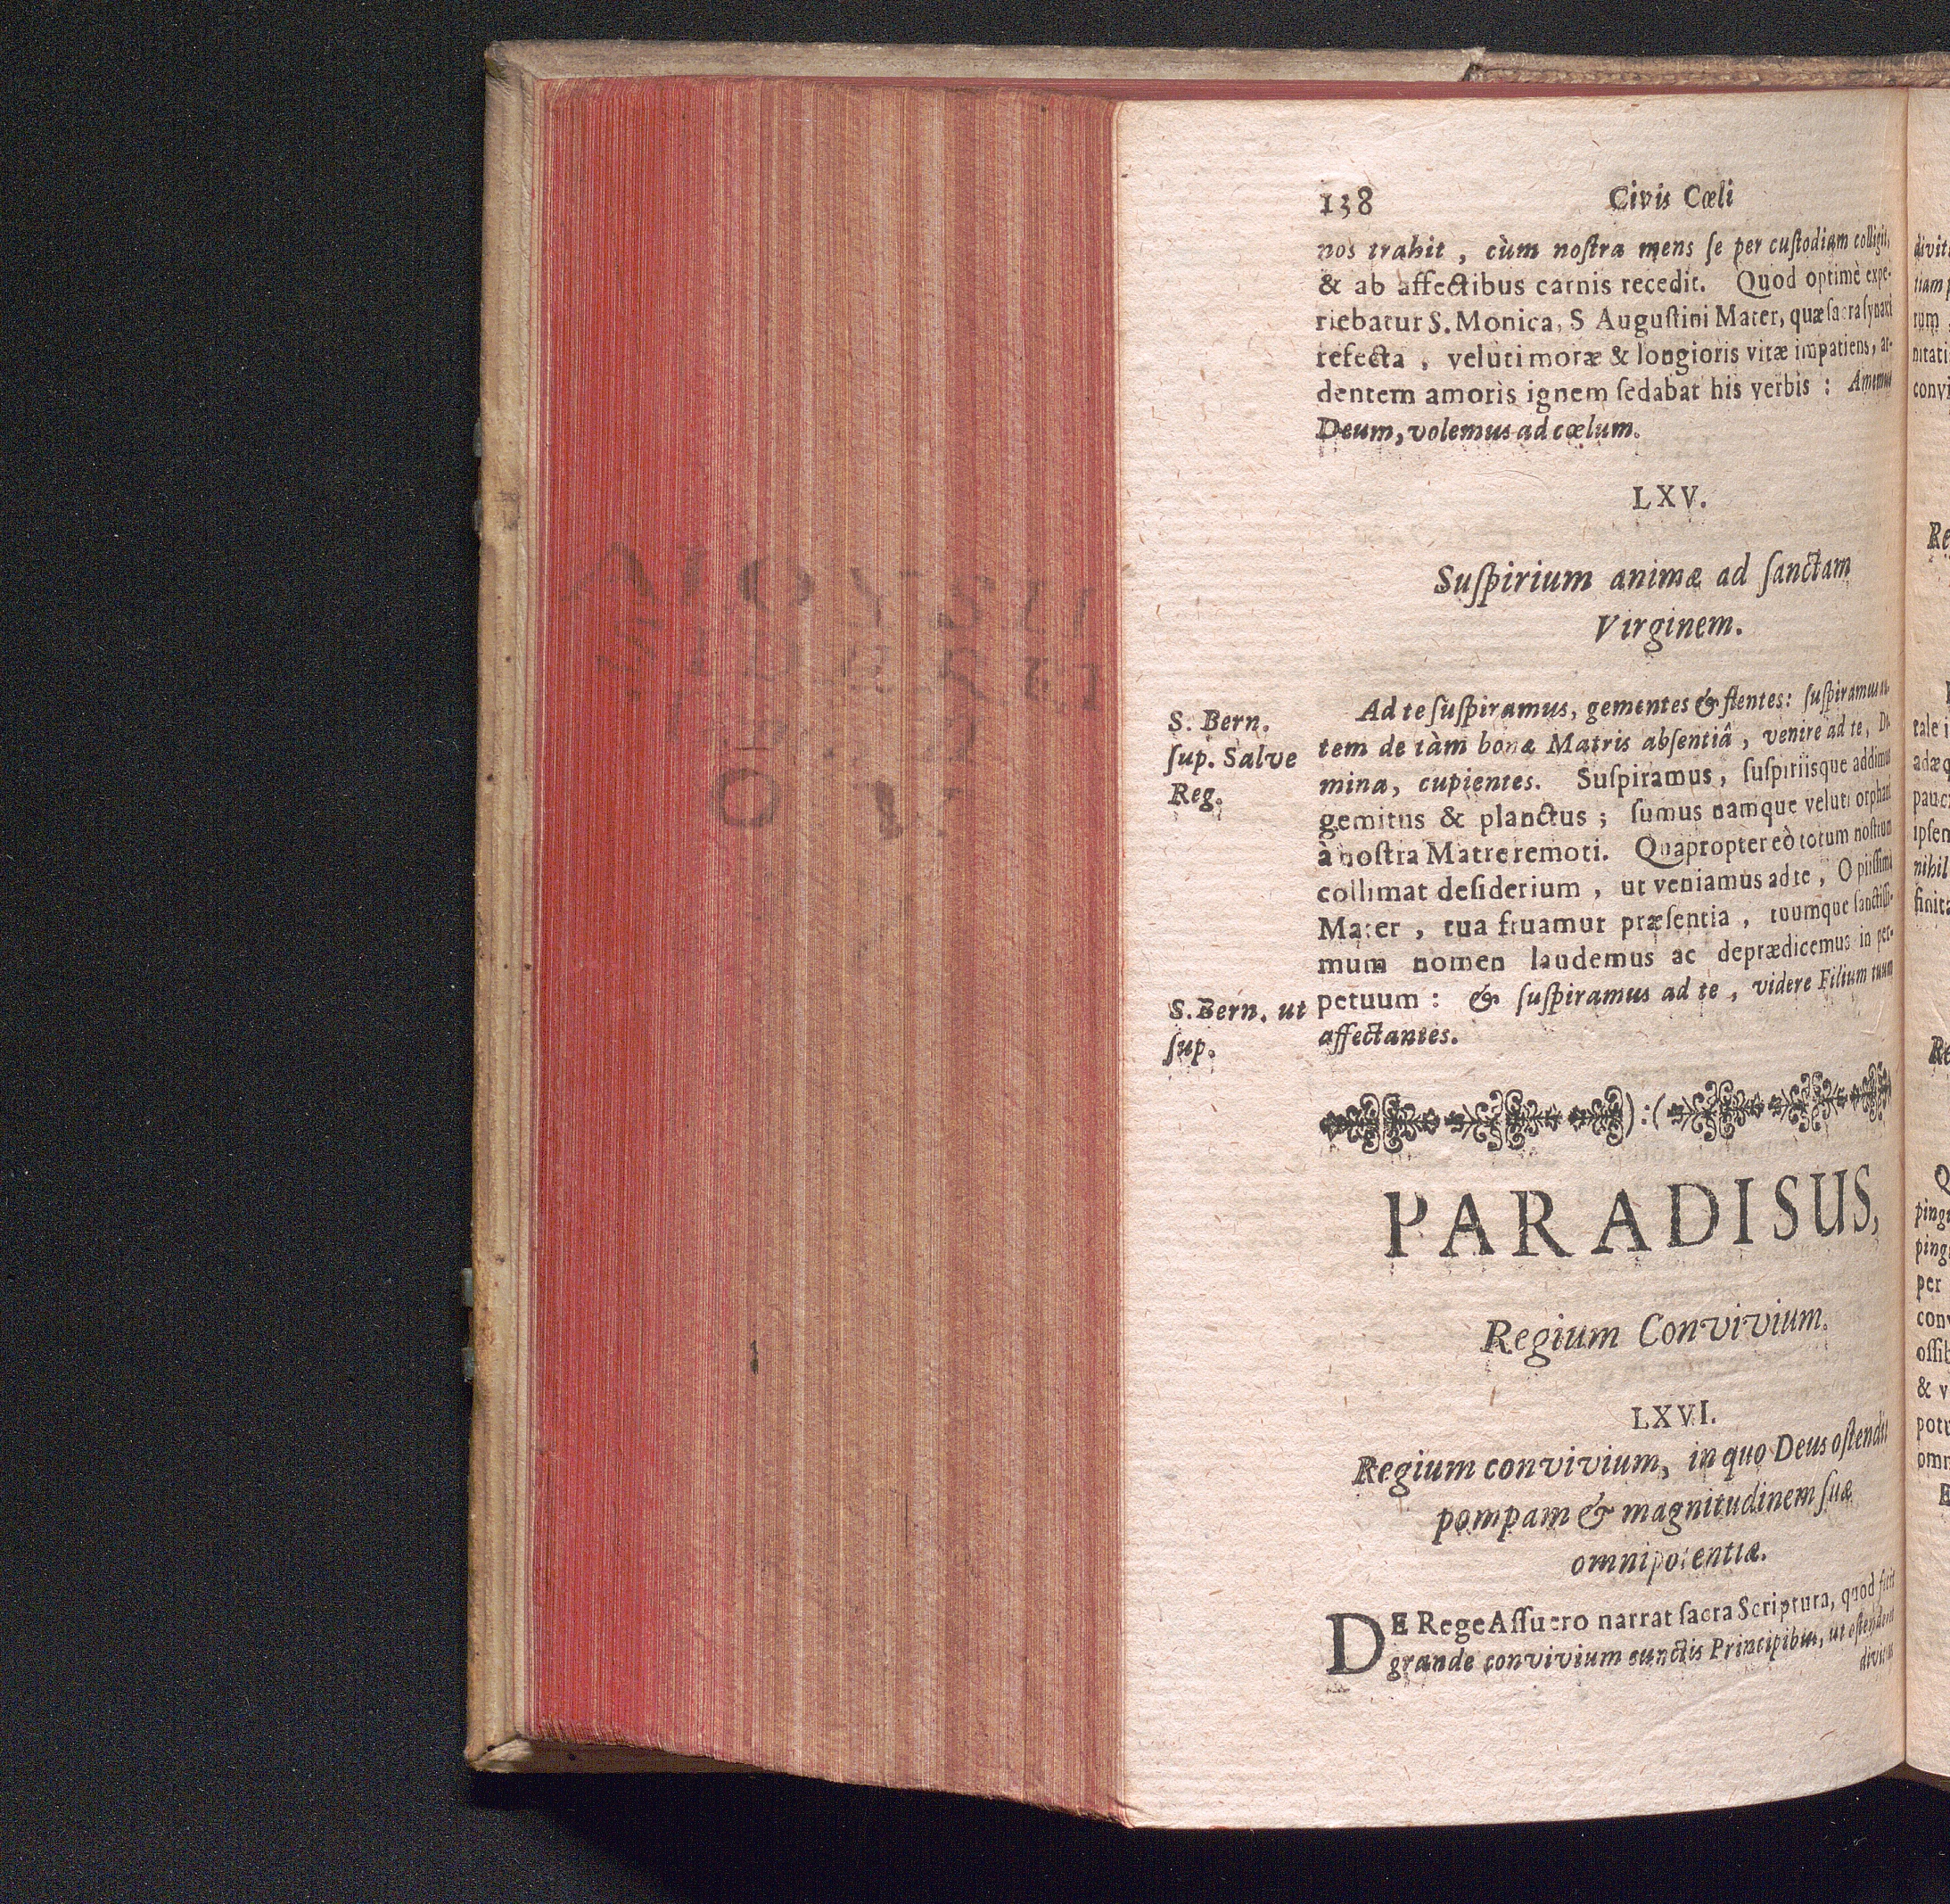 138 Civis Cœli
nos trahit , cùm noſtra mens ſe per cuſtodiam colligit,
& ab affectibus carnis recedit. Quod optimè expe-
riebatur S. Monica, S Auguſtini Mater, quæ ſacra ſynaxi
refecta , veluti moræ & longioris vitæ impatiens, ar-
dentem amoris ignem ſedabat his verbis : Amemus
Deum, volemus ad cœlum.
LXV.
Suſpirium animæ ad ſanctam
Virginem.
S. Bern.
ſup. Salve
Reg.
Ad te ſuſpiramus, gementes & flentes: ſuſpiramus au-
tem de tàm bonæ Matris abſentiâ , venire ad te, Do-
mina, cupientes. Suſpiramus, ſuſpiriisque addimus
gemitus & planctus ; ſumus namque veluti orphani
à noſtra Matre remoti. Quapropter eò totum noſtrum
collimat deſiderium , ut veniamus ad te , O piiſſima
Mater , tua fruamur præſentia , tuumque ſanctiſſi-
mum nomen laudemus ac deprædicemus in per-
petuum : & ſuſpiramus ad te , videre Filium tuum
affectantes.
S. Bern. ut
ſup.
):(
PARADISUS,
Regium Convivium.
LXVI.
Regium convivium, in quo Deus oſtendit
pompam & magnitudinem ſuæ
omnipotentiæ.
DE Rege Aſſuero narrat ſacra Scriptura, quod fecit
grande convivium cunctis Principibus, ut oſtenderet
divitias